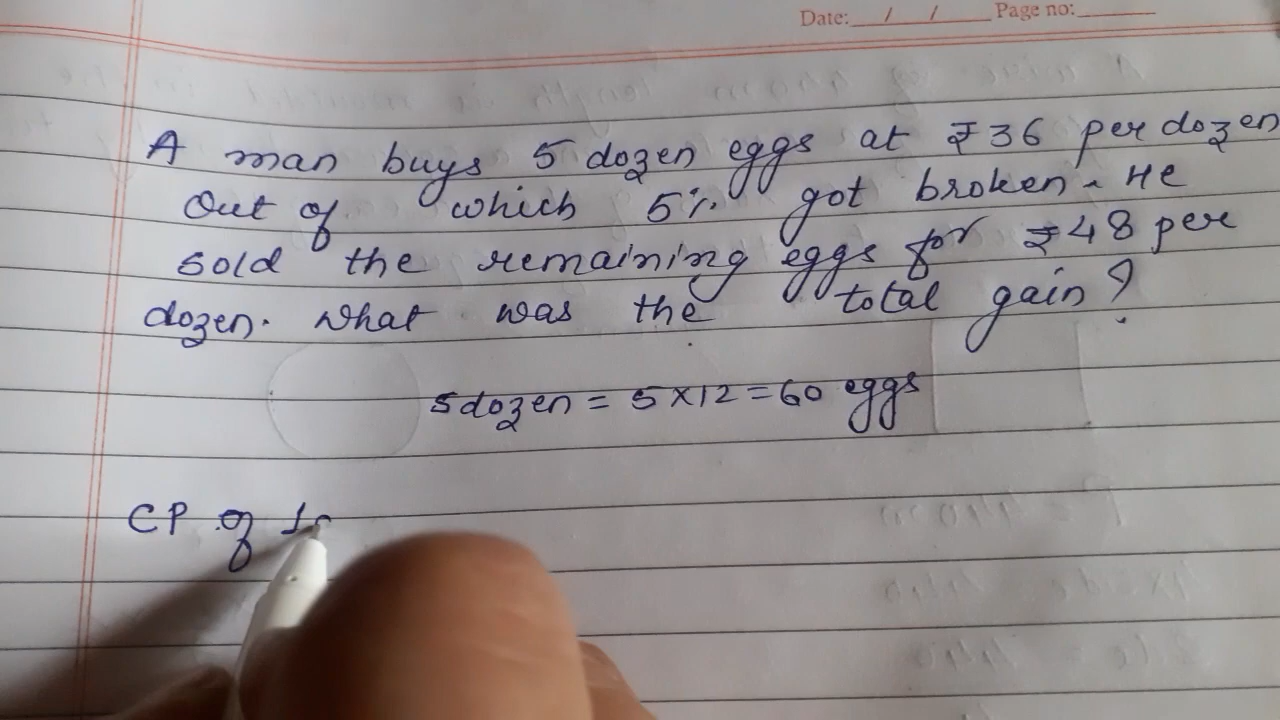 Date: / / Page no:
A man buys 5 dozen eggs at ₹36 per dozen
Out of which 5% got broken. He
sold the remaining eggs for ₹48 per
dozen. What was the total gain?
5dozen = 5×12=60 eggs
CP of